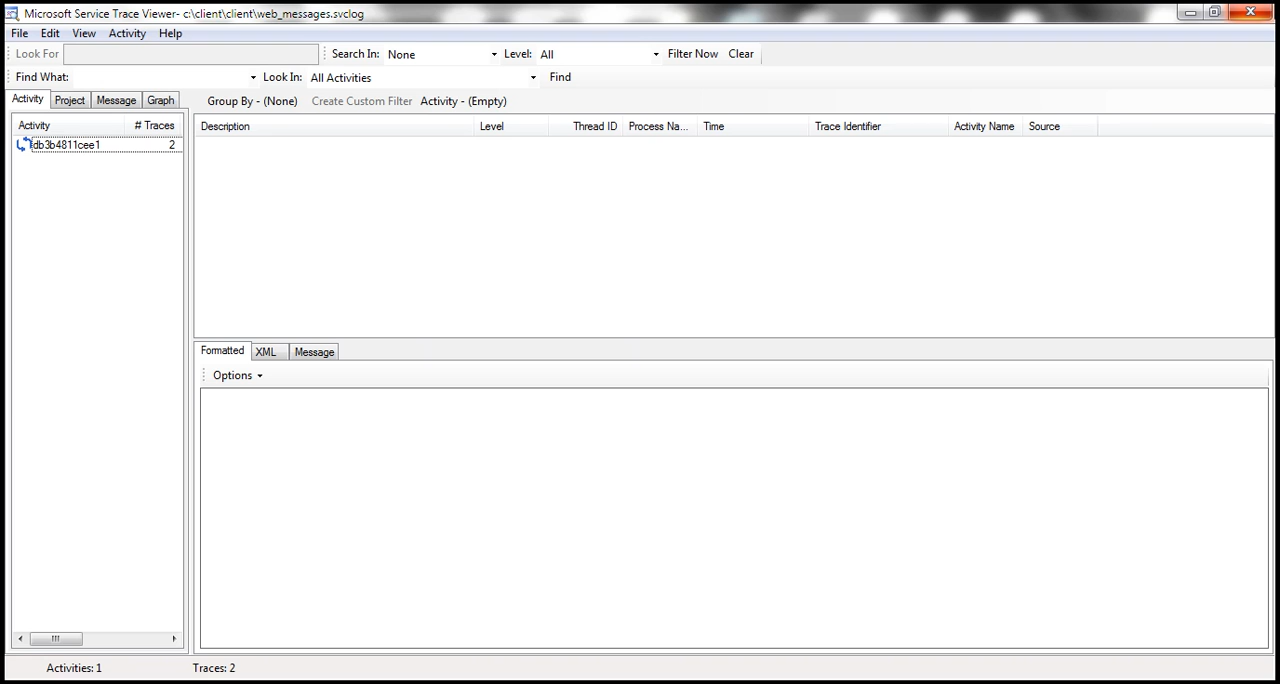 Microsoft Service Trace Viewer- c:\client\client\web_messages.svclog
File Edit View Activity Help
Look For Search In: None Level: All Filter Now Clear
Find What: Look In: All Activities Find
Activity Project Message Graph Group By - (None) Create Custom Filter Activity - (Empty)
Activity # Traces Description Level Thread ID Process Na... Time Trace Identifier Activity Name Source
db3b4811cee1 2
Formatted XML Message
Options
Activities: 1 Traces: 2